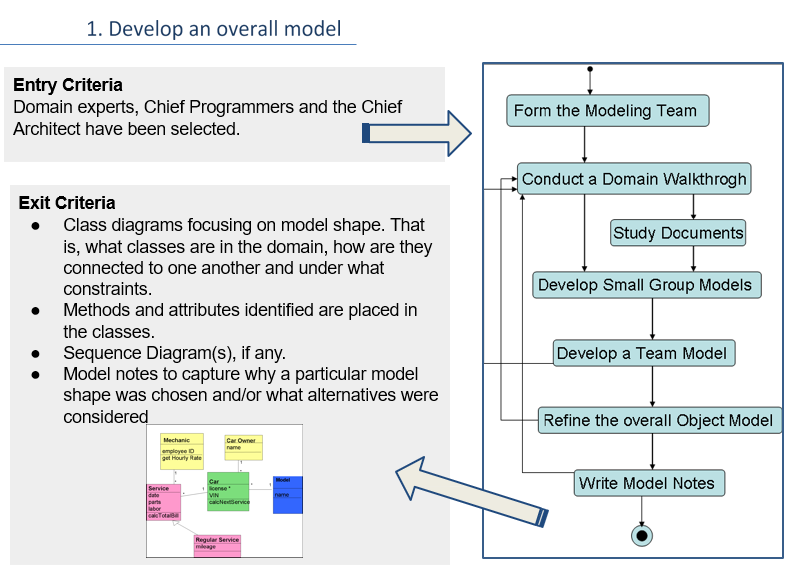 1. Develop an overall model
Entry Criteria
Domain experts, Chief Programmers and the Chief
Architect have been selected.
Exit Criteria
● Class diagrams focusing on model shape. That
is, what classes are in the domain, how are they
connected to one another and under what
constraints.
● Methods and attributes identified are placed in
the classes.
● Sequence Diagram(s), if any.
● Model notes to capture why a particular model
shape was chosen and/or what alternatives were
considered
Mechanic
employee ID
get Hourly Rate
Car Owner
name
Service
date
parts
labor
calcTotalBill
Car
license *
VIN
calcNextService
Model
name
Regular Service
mileage
Form the Modeling Team
Conduct a Domain Walkthrogh
Study Documents
Develop Small Group Models
Develop a Team Model
Refine the overall Object Model
Write Model Notes